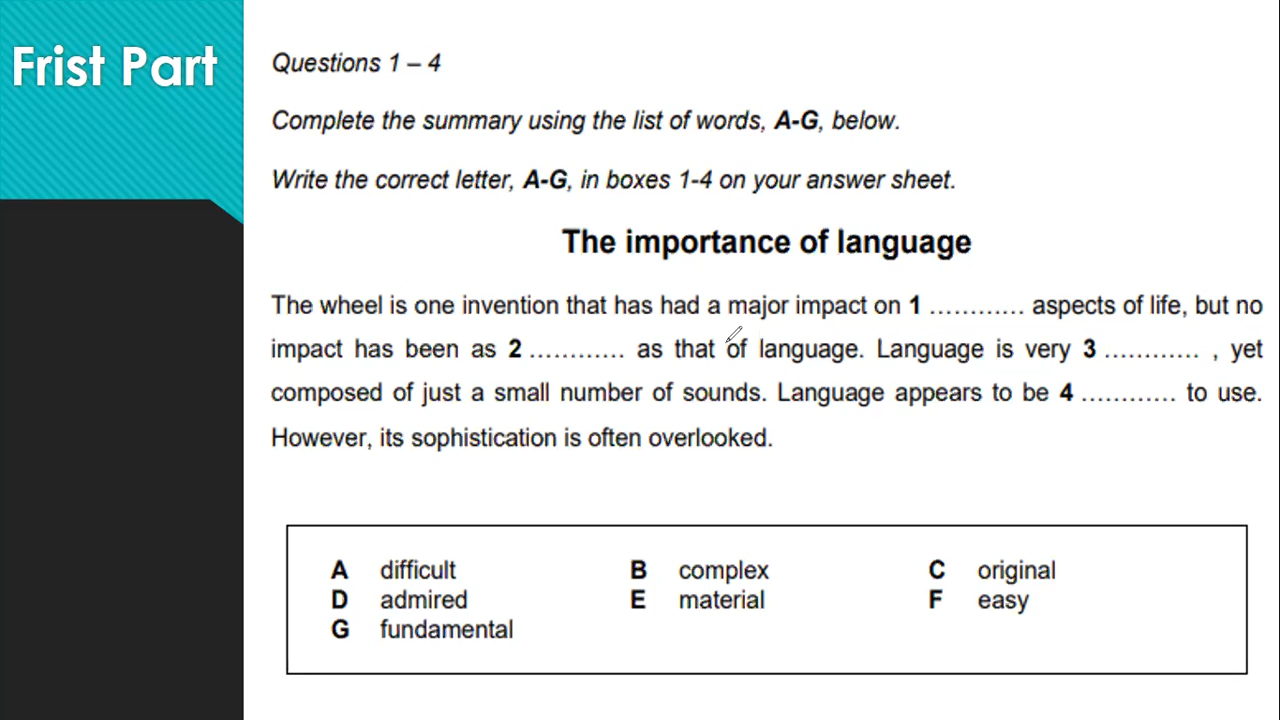 Frist Part
Questions 1 – 4
Complete the summary using the list of words, A-G, below.
Write the correct letter, A-G, in boxes 1-4 on your answer sheet.
The importance of language
The wheel is one invention that has had a major impact on 1 ………… aspects of life, but no
impact has been as 2 ………… as that of language. Language is very 3 ………… , yet
composed of just a small number of sounds. Language appears to be 4 ………… to use.
However, its sophistication is often overlooked.
A difficult B complex C original
D admired E material F easy
G fundamental